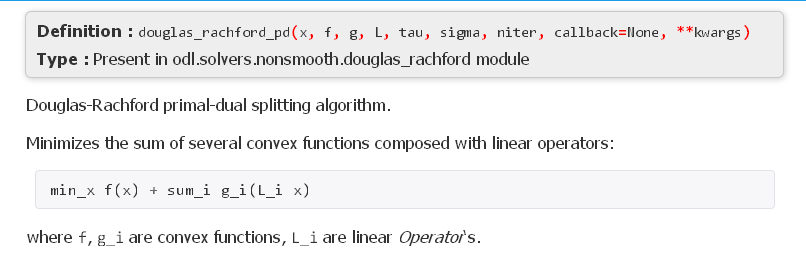 Definition : douglas_rachford_pd(x, f, g, L, tau, sigma, niter, callback=None, **kwargs)
Type : Present in odl.solvers.nonsmooth.douglas_rachford module
Douglas-Rachford primal-dual splitting algorithm.
Minimizes the sum of several convex functions composed with linear operators:
min_x f(x) + sum_i g_i(L_i x)
where f, g_i are convex functions, L_i are linear Operator's.